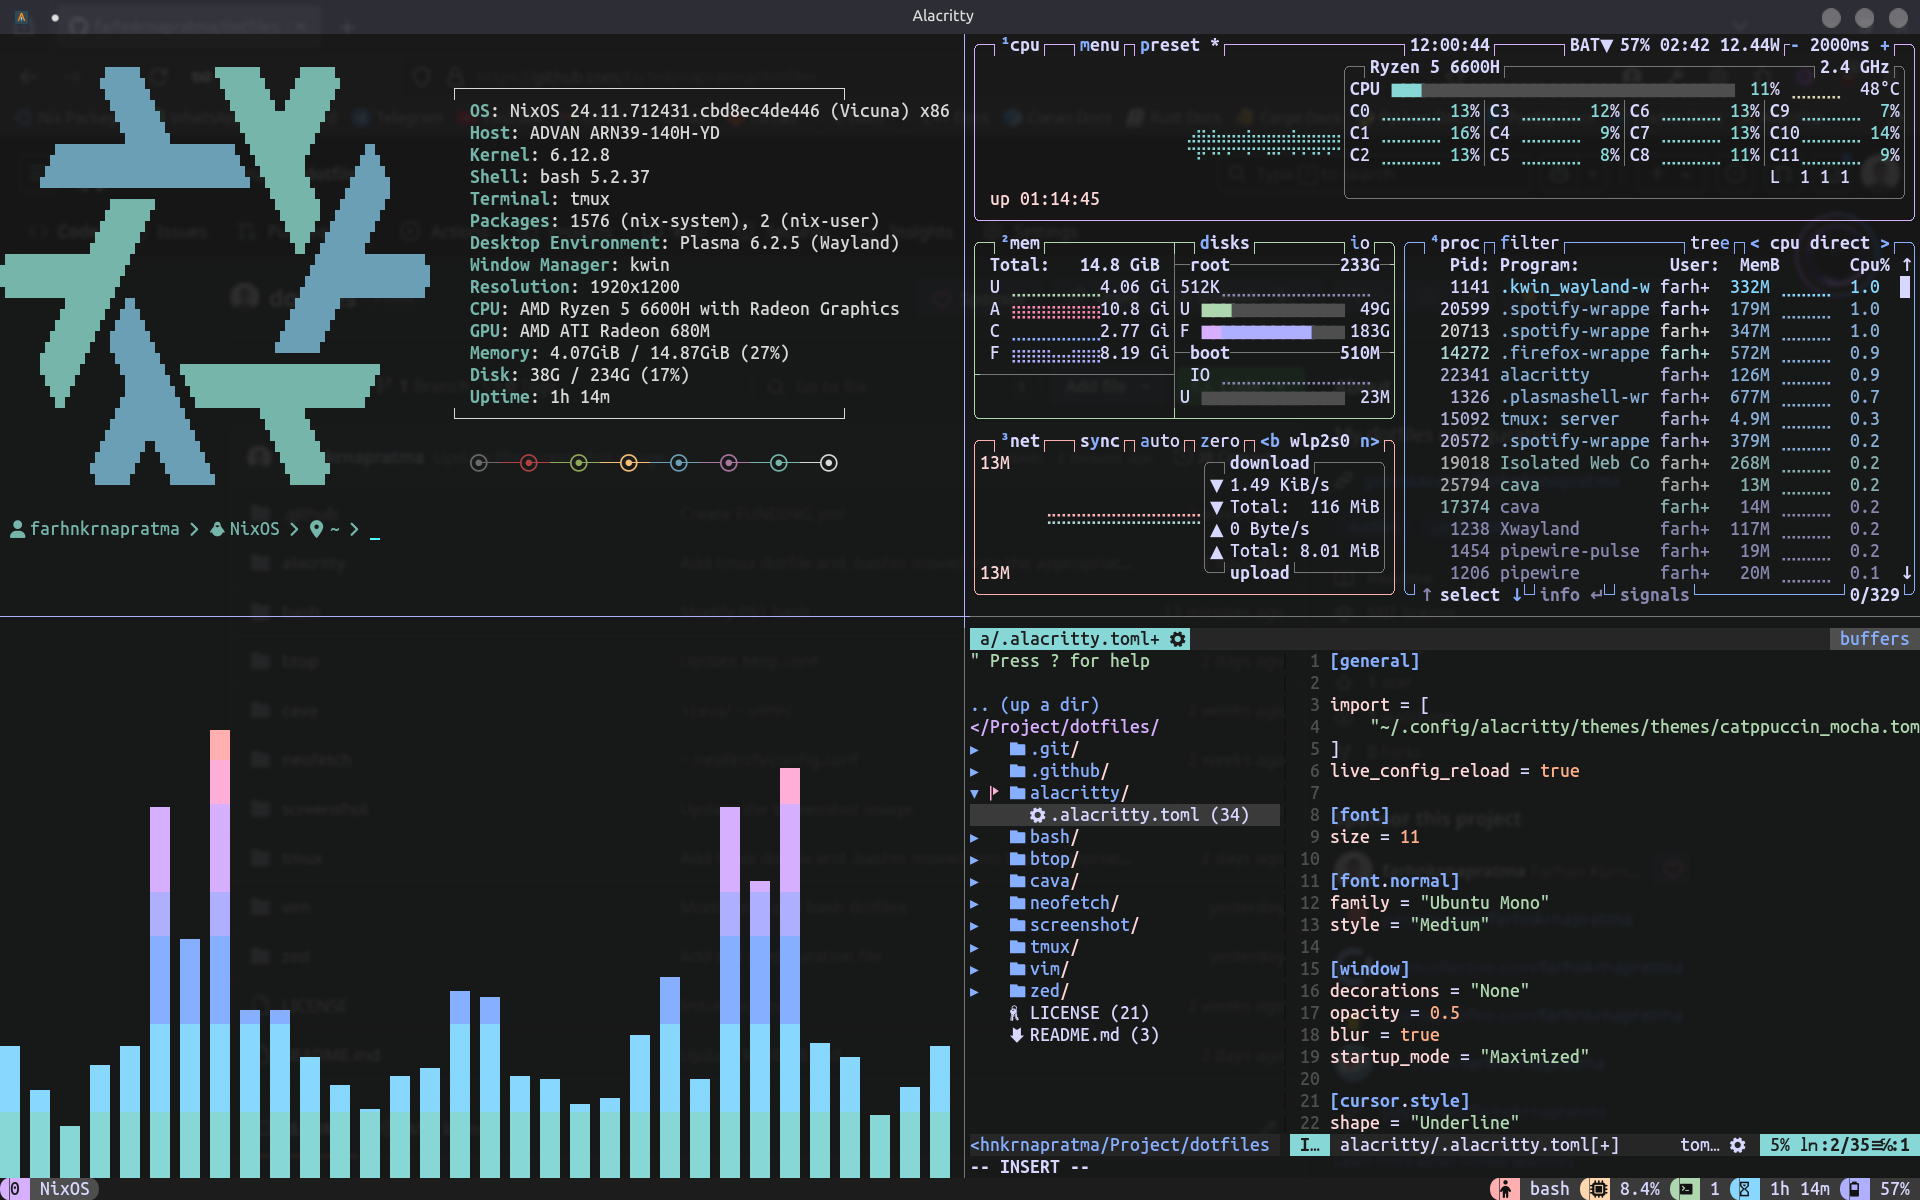 Alacritty
OS: NixOS 24.11.712431.cbd8ec4de446 (Vicuna) x86
Host: ADVAN ARN39-140H-YD
Kernel: 6.12.8
Shell: bash 5.2.37
Terminal: tmux
Packages: 1576 (nix-system), 2 (nix-user)
Desktop Environment: Plasma 6.2.5 (Wayland)
Window Manager: kwin
Resolution: 1920x1200
CPU: AMD Ryzen 5 6600H with Radeon Graphics
GPU: AMD ATI Radeon 680M
Memory: 4.07GiB / 14.87GiB (27%)
Disk: 38G / 234G (17%)
Uptime: 1h 14m
farhnkrnapratma > NixOS > ~ > _
¹cpu menu preset * 12:00:44 BAT▼ 57% 02:42 12.44W - 2000ms +
Ryzen 5 6600H 2.4 GHz
CPU 11% 48°C
C0 13% C3 12% C6 13% C9 7%
C1 16% C4 9% C7 13% C10 14%
C2 13% C5 8% C8 11% C11 9%
L 1 1 1
up 01:14:45
²mem disks io
Total: 14.8 GiB root 233G
U 4.06 Gi 512K
A 10.8 Gi U 49G
C 2.77 Gi F 183G
F 8.19 Gi boot 510M
IO
U 23M
³net sync auto zero <b wlp2s0 n>
13M download
▼ 1.49 KiB/s
▼ Total: 116 MiB
▲ 0 Byte/s
▲ Total: 8.01 MiB
13M upload
⁴proc filter tree < cpu direct >
Pid: Program: User: MemB Cpu% ↑
1141 .kwin_wayland-w farh+ 332M 1.0
20599 .spotify-wrappe farh+ 179M 1.0
20713 .spotify-wrappe farh+ 347M 1.0
14272 .firefox-wrappe farh+ 572M 0.9
22341 alacritty farh+ 126M 0.9
1326 .plasmashell-wr farh+ 677M 0.7
15092 tmux: server farh+ 4.9M 0.3
20572 .spotify-wrappe farh+ 379M 0.2
19018 Isolated Web Co farh+ 268M 0.2
25794 cava farh+ 13M 0.2
17374 cava farh+ 14M 0.2
1238 Xwayland farh+ 117M 0.2
1454 pipewire-pulse farh+ 19M 0.2
1206 pipewire farh+ 20M 0.1 ↓
↑ select ↓ info ↵ signals 0/329
a/.alacritty.toml+ buffers
" Press ? for help
.. (up a dir)
</Project/dotfiles/
▸ .git/
▸ .github/
▾ alacritty/
.alacritty.toml (34)
▸ bash/
▸ btop/
▸ cava/
▸ neofetch/
▸ screenshot/
▸ tmux/
▸ vim/
▸ zed/
LICENSE (21)
README.md (3)
1 [general]
2
3 import = [
4 "~/.config/alacritty/themes/themes/catppuccin_mocha.tom
5 ]
6 live_config_reload = true
7
8 [font]
9 size = 11
10
11 [font.normal]
12 family = "Ubuntu Mono"
13 style = "Medium"
14
15 [window]
16 decorations = "None"
17 opacity = 0.5
18 blur = true
19 startup_mode = "Maximized"
20
21 [cursor.style]
22 shape = "Underline"
<hnkrnapratma/Project/dotfiles I… alacritty/.alacritty.toml[+] tom… 5% ln:2/35≡℅:1
-- INSERT --
0 NixOS bash 8.4% 1 1h 14m 57%